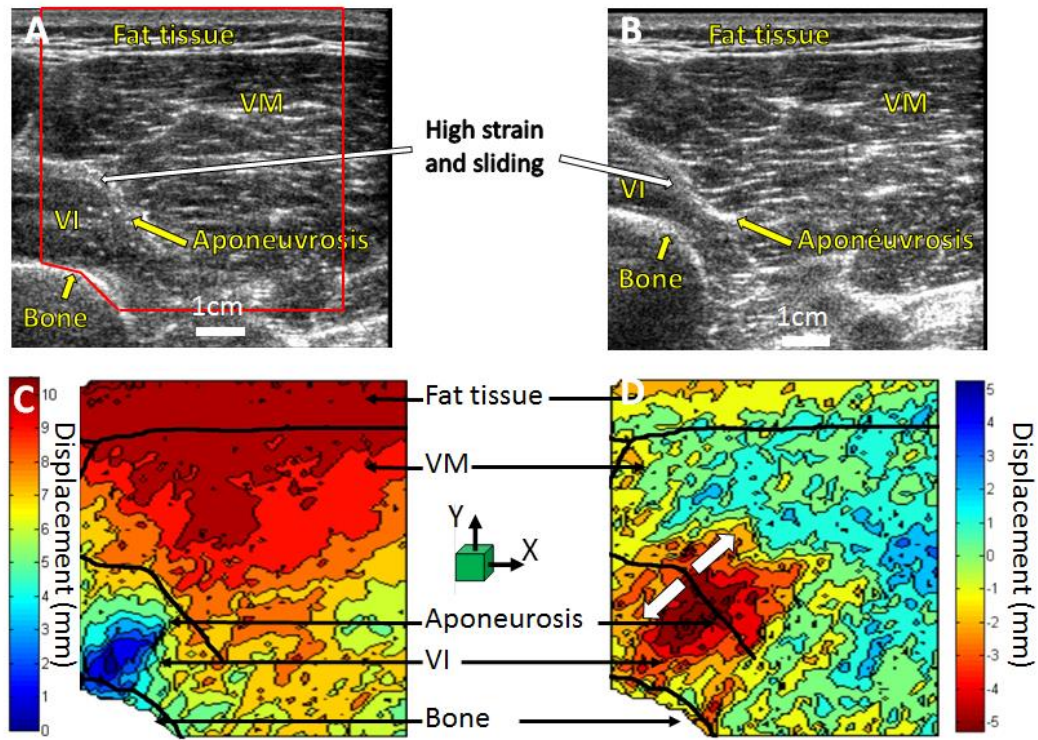 A
Fat tissue
VM
VI
Aponeuvrosis
Bone
1cm
High strain
and sliding
B
Fat tissue
VM
VI
Aponéuvrosis
Bone
1cm
C
10
9
8
7
6
5
4
3
2
1
0
Displacement (mm)
Fat tissue
VM
Y
X
Aponeurosis
VI
Bone
D
5
4
3
2
1
-0
-1
-2
-3
-4
-5
Displacement (mm)